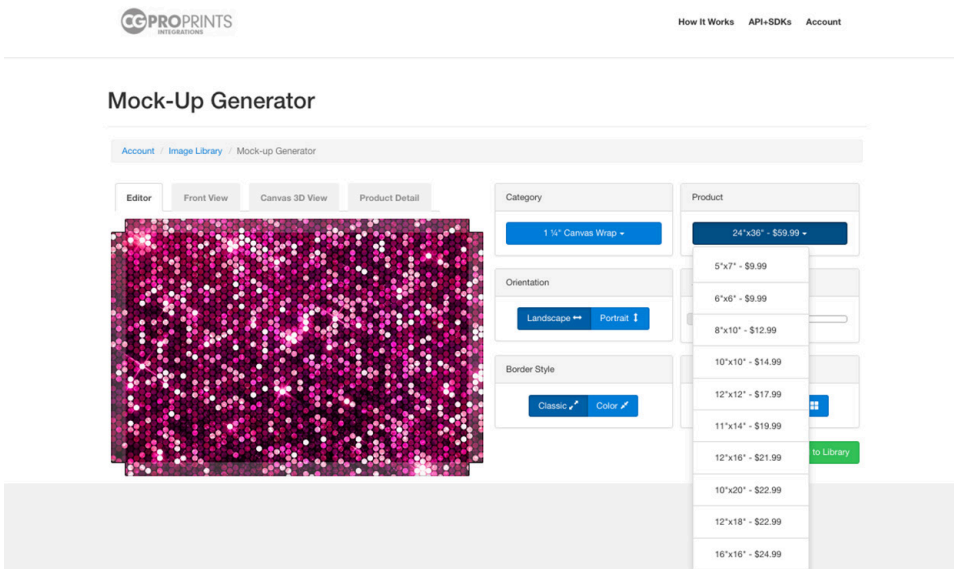 CG PROPRINTS
INTEGRATIONS
How It Works API+SDKs Account
Mock-Up Generator
Account / Image Library / Mock-up Generator
Editor Front View Canvas 3D View Product Detail
Category
1 ¼" Canvas Wrap
Product
24"x36" - $59.99
5"x7" - $9.99
6"x6" - $9.99
8"x10" - $12.99
10"x10" - $14.99
12"x12" - $17.99
11"x14" - $19.99
12"x16" - $21.99
10"x20" - $22.99
12"x18" - $22.99
16"x16" - $24.99
Orientation
Landscape Portrait
Border Style
Classic Color
to Library